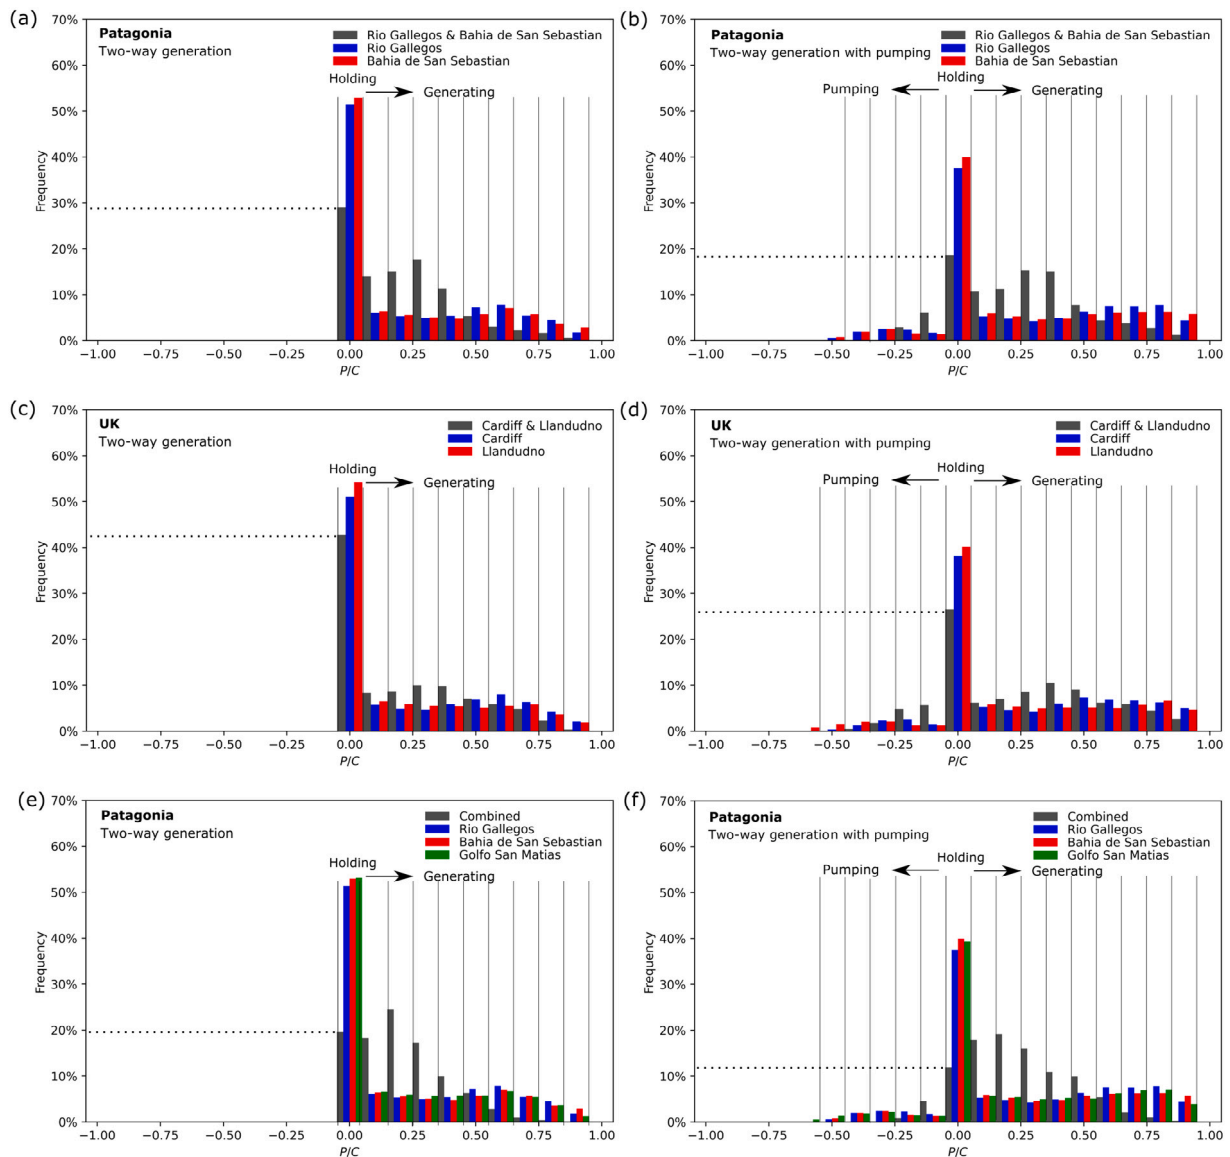 (a)
70%
60%
50%
40%
30%
20%
10%
0%
Frequency
Patagonia
Two-way generation
Rio Gallegos & Bahia de San Sebastian
Rio Gallegos
Bahia de San Sebastian
Holding
Generating
−1.00 −0.75 −0.50 −0.25 0.00 0.25 0.50 0.75 1.00
P/C
(b)
70%
60%
50%
40%
30%
20%
10%
0%
Frequency
Patagonia
Two-way generation with pumping
Rio Gallegos & Bahia de San Sebastian
Rio Gallegos
Bahia de San Sebastian
Holding
Pumping
Generating
−1.00 −0.75 −0.50 −0.25 0.00 0.25 0.50 0.75 1.00
P/C
(c)
70%
60%
50%
40%
30%
20%
10%
0%
Frequency
UK
Two-way generation
Cardiff & Llandudno
Cardiff
Llandudno
Holding
Generating
−1.00 −0.75 −0.50 −0.25 0.00 0.25 0.50 0.75 1.00
P/C
(d)
70%
60%
50%
40%
30%
20%
10%
0%
Frequency
UK
Two-way generation with pumping
Cardiff & Llandudno
Cardiff
Llandudno
Holding
Pumping
Generating
−1.00 −0.75 −0.50 −0.25 0.00 0.25 0.50 0.75 1.00
P/C
(e)
70%
60%
50%
40%
30%
20%
10%
0%
Frequency
Patagonia
Two-way generation
Combined
Rio Gallegos
Bahia de San Sebastian
Golfo San Matias
Holding
Generating
−1.00 −0.75 −0.50 −0.25 0.00 0.25 0.50 0.75 1.00
P/C
(f)
70%
60%
50%
40%
30%
20%
10%
0%
Frequency
Patagonia
Two-way generation with pumping
Combined
Rio Gallegos
Bahia de San Sebastian
Golfo San Matias
Holding
Pumping
Generating
−1.00 −0.75 −0.50 −0.25 0.00 0.25 0.50 0.75 1.00
P/C